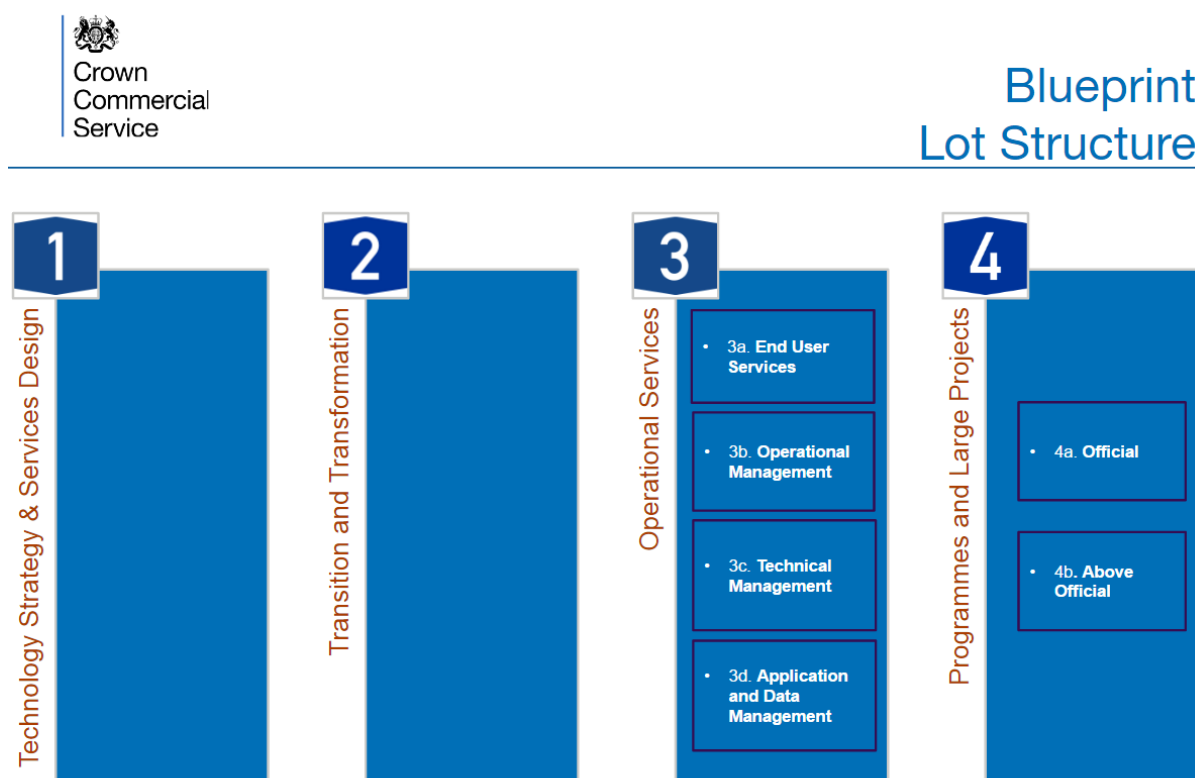 Crown
Commercial
Service
Blueprint
Lot Structure
1
Technology Strategy & Services Design
2
Transition and Transformation
3
Operational Services
• 3a. End User
Services
• 3b. Operational
Management
• 3c. Technical
Management
• 3d. Application
and Data
Management
4
Programmes and Large Projects
• 4a. Official
• 4b. Above
Official